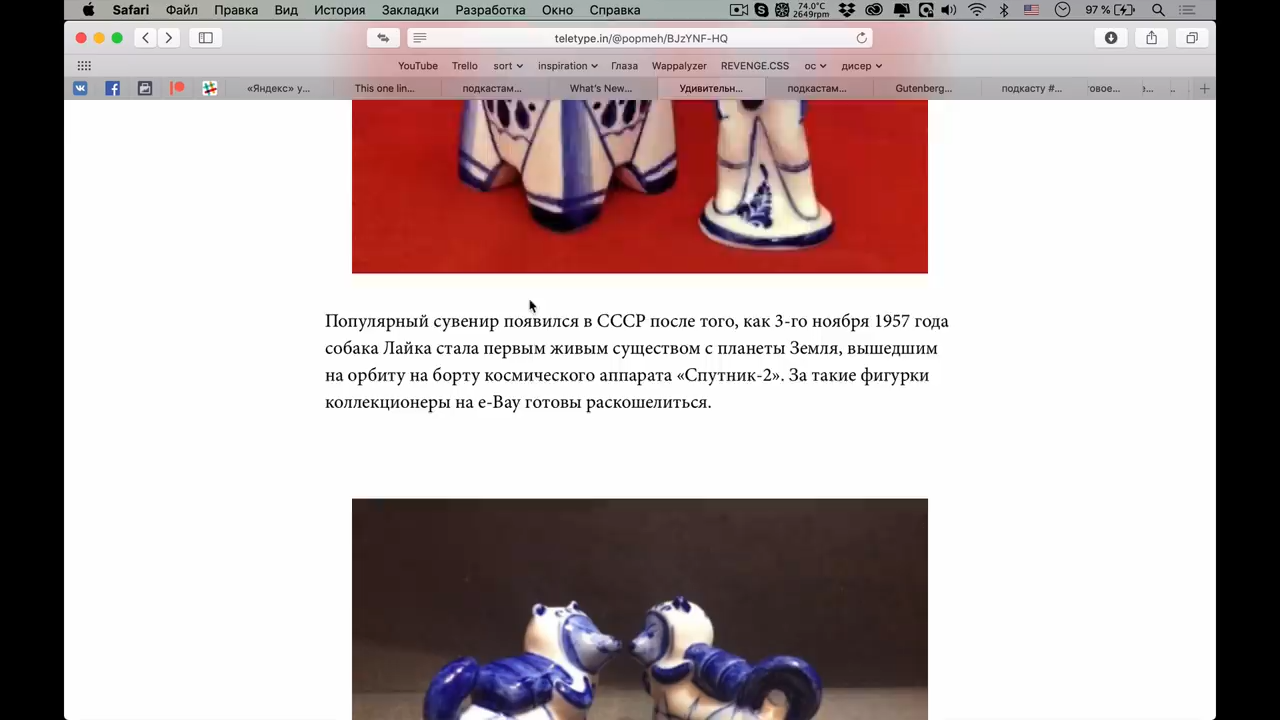 Safari Файл Правка Вид История Закладки Разработка Окно Справка 74.0°C 2649rpm 97 %
teletype.in/@popmeh/BJzYNF-HQ
YouTube Trello sort inspiration Глаза Wappalyzer REVENGE.CSS ос дисер
«Яндекс» у... This one lin... подкастам... What's New... Удивительн... подкастам... Gutenberg... подкасту #... говое... е... ..
Популярный сувенир появился в СССР после того, как 3-го ноября 1957 года
собака Лайка стала первым живым существом с планеты Земля, вышедшим
на орбиту на борту космического аппарата «Спутник-2». За такие фигурки
коллекционеры на e-Bay готовы раскошелиться.